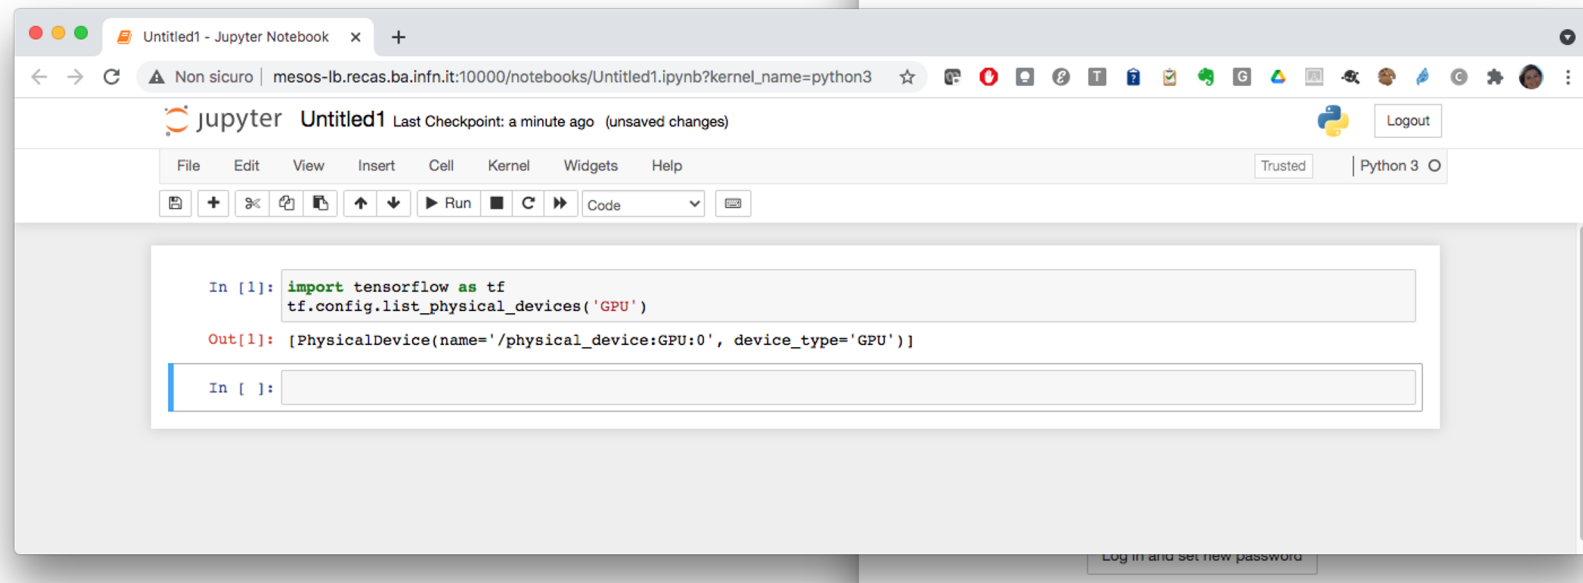 Untitled1 - Jupyter Notebook
Non sicuro | mesos-lb.recas.ba.infn.it:10000/notebooks/Untitled1.ipynb?kernel_name=python3
jupyter Untitled1 Last Checkpoint: a minute ago (unsaved changes)
Logout
File Edit View Insert Cell Kernel Widgets Help
Trusted
Python 3
Run
Code
In [1]: import tensorflow as tf
tf.config.list_physical_devices('GPU')
Out[1]: [PhysicalDevice(name='/physical_device:GPU:0', device_type='GPU')]
In [ ]:
Log in and set new password